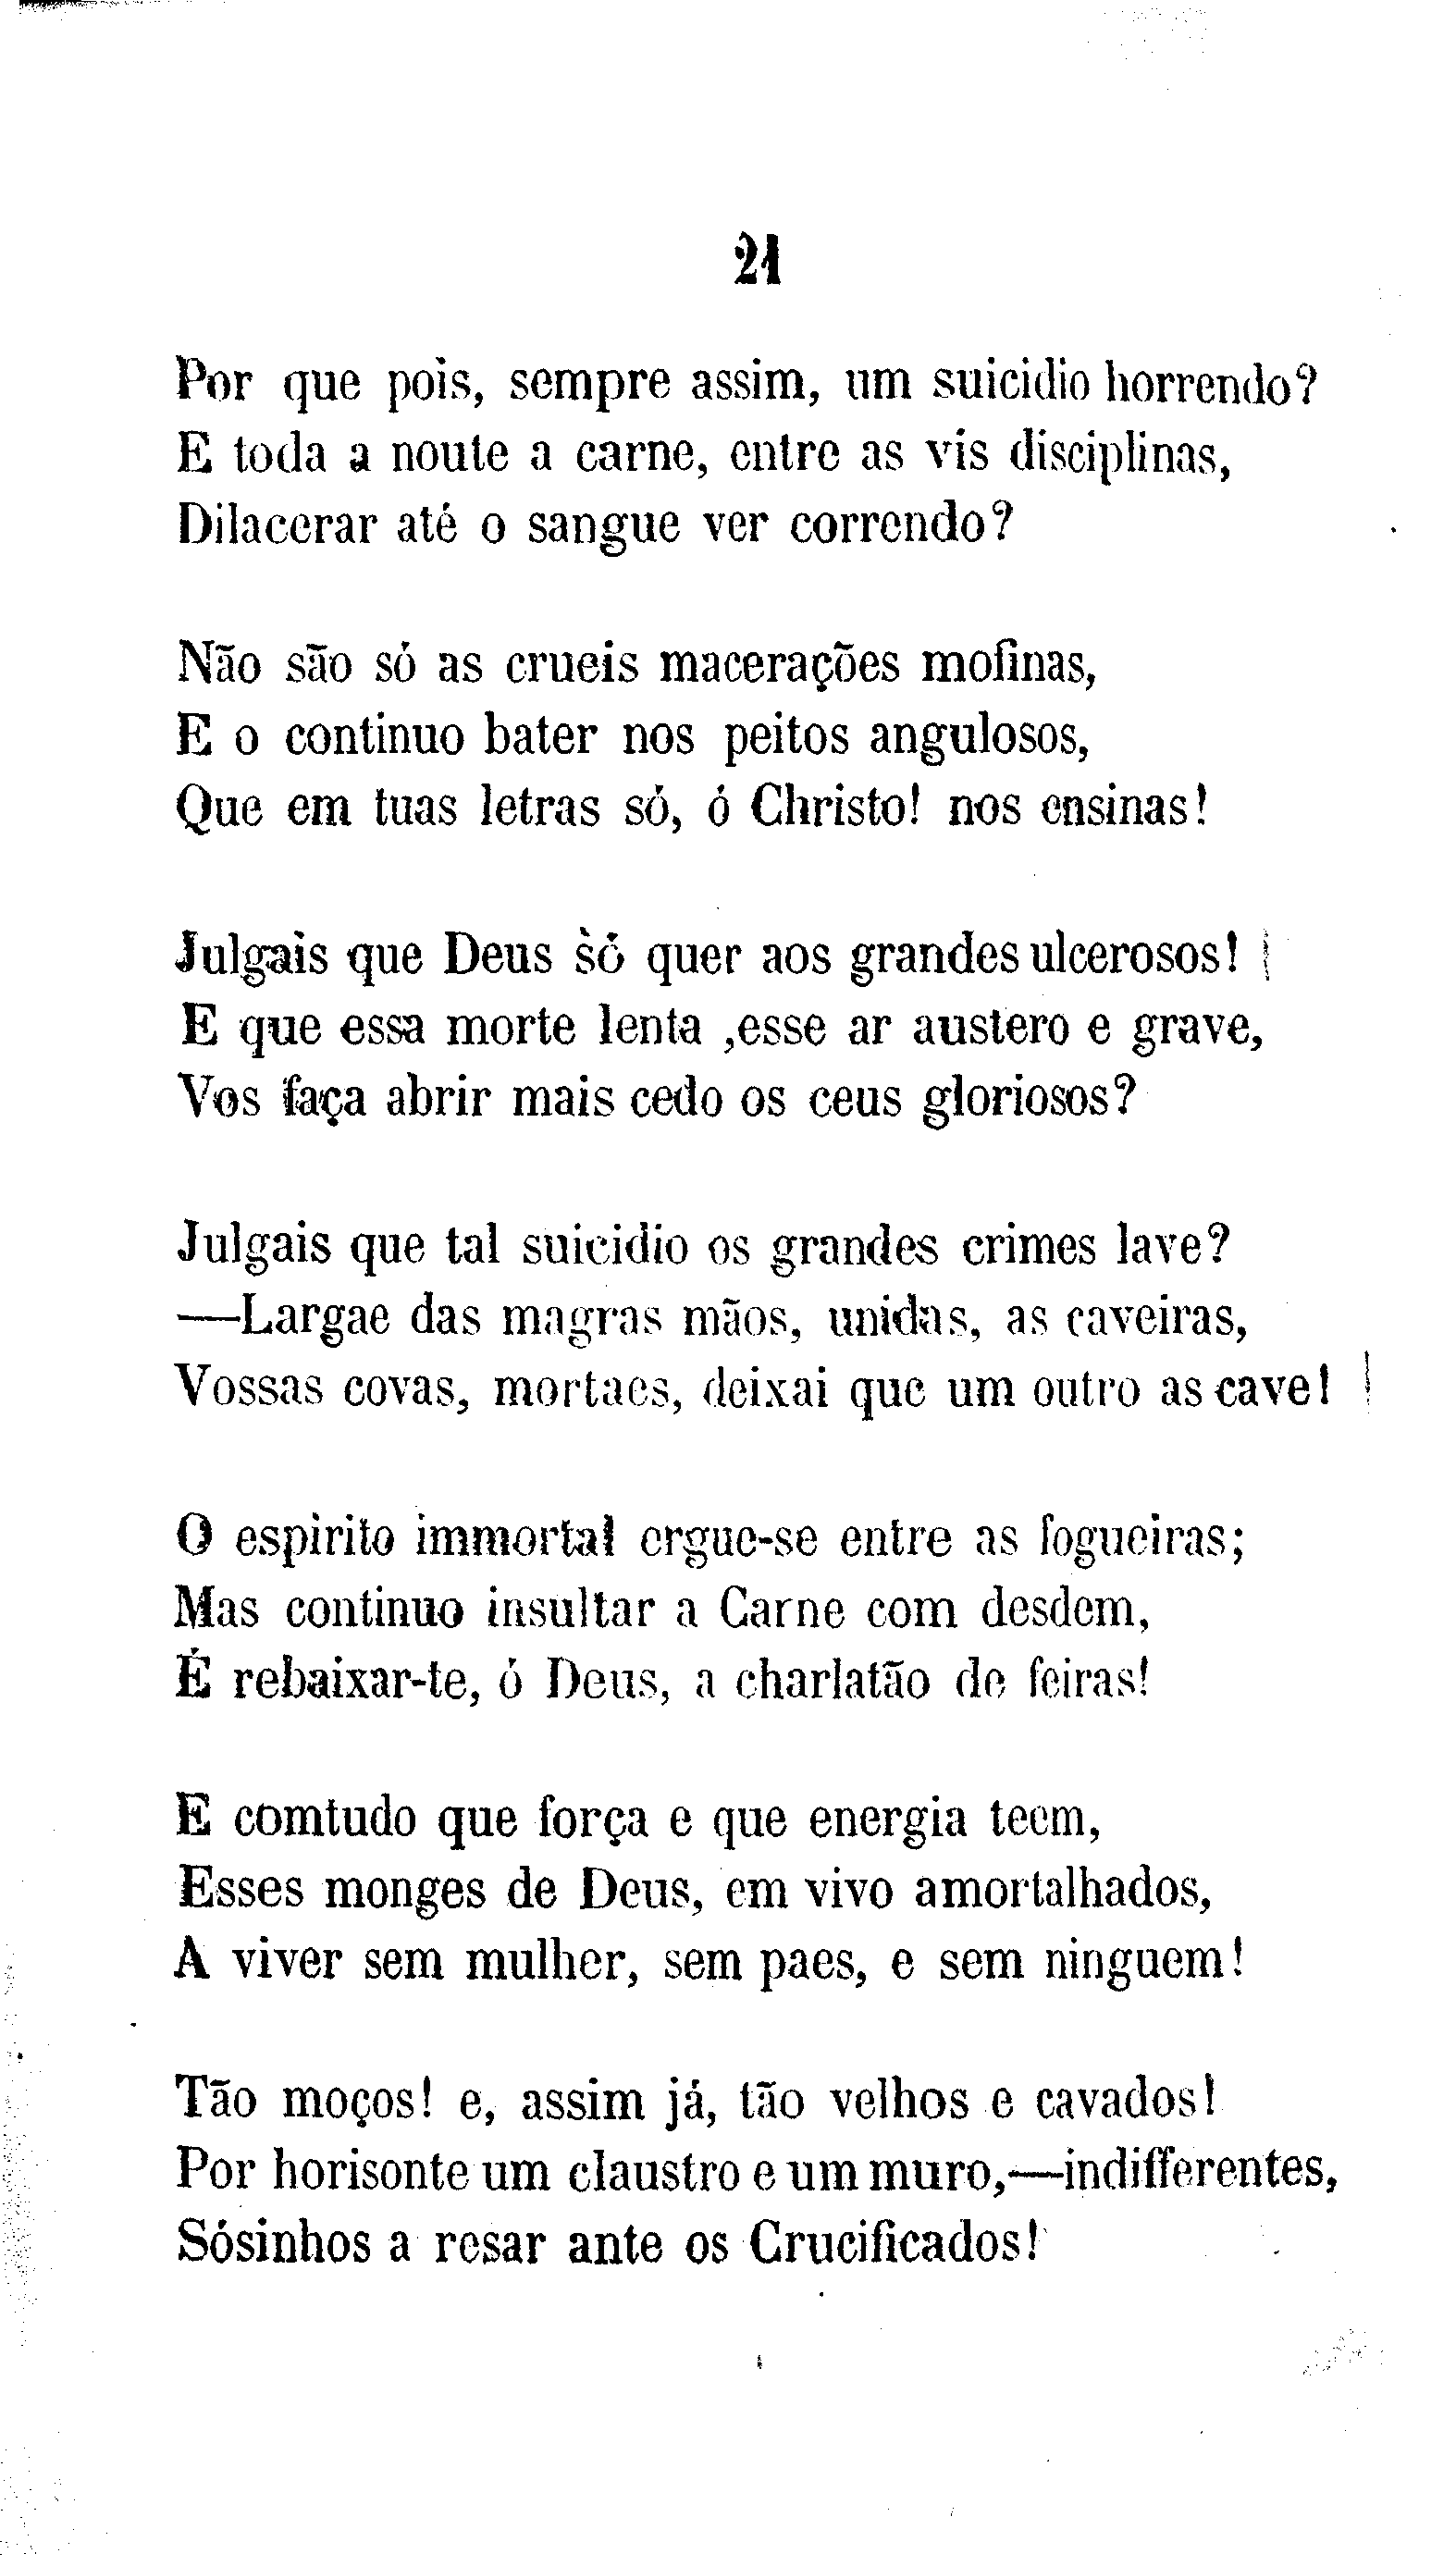 21
Por que pois, sempre assim, um suicidio horrendo?
E toda a noute a carne, entre as vis disciplinas,
Dilacerar até o sangue ver correndo?
Não são só as crueis macerações mofinas,
E o continuo bater nos peitos angulosos,
Que em tuas letras só, ó Christo! nos ensinas!
Julgais que Deus só quer aos grandes ulcerosos!
E que essa morte lenta ,esse ar austero e grave,
Vos faça abrir mais cedo os ceus gloriosos?
Julgais que tal suicidio os grandes crimes lave?
—Largae das magras mãos, unidas, as caveiras,
Vossas covas, mortaes, deixai que um outro as cave!
O espirito immortal ergue-se entre as fogueiras;
Mas continuo insultar a Carne com desdem,
É rebaixar-te, ó Deus, a charlatão de feiras!
E comtudo que força e que energia teem,
Esses monges de Deus, em vivo amortalhados,
A viver sem mulher, sem paes, e sem ninguem!
Tão moços! e, assim já, tão velhos e cavados!
Por horisonte um claustro e um muro,—indifferentes,
Sósinhos a resar ante os Crucificados!